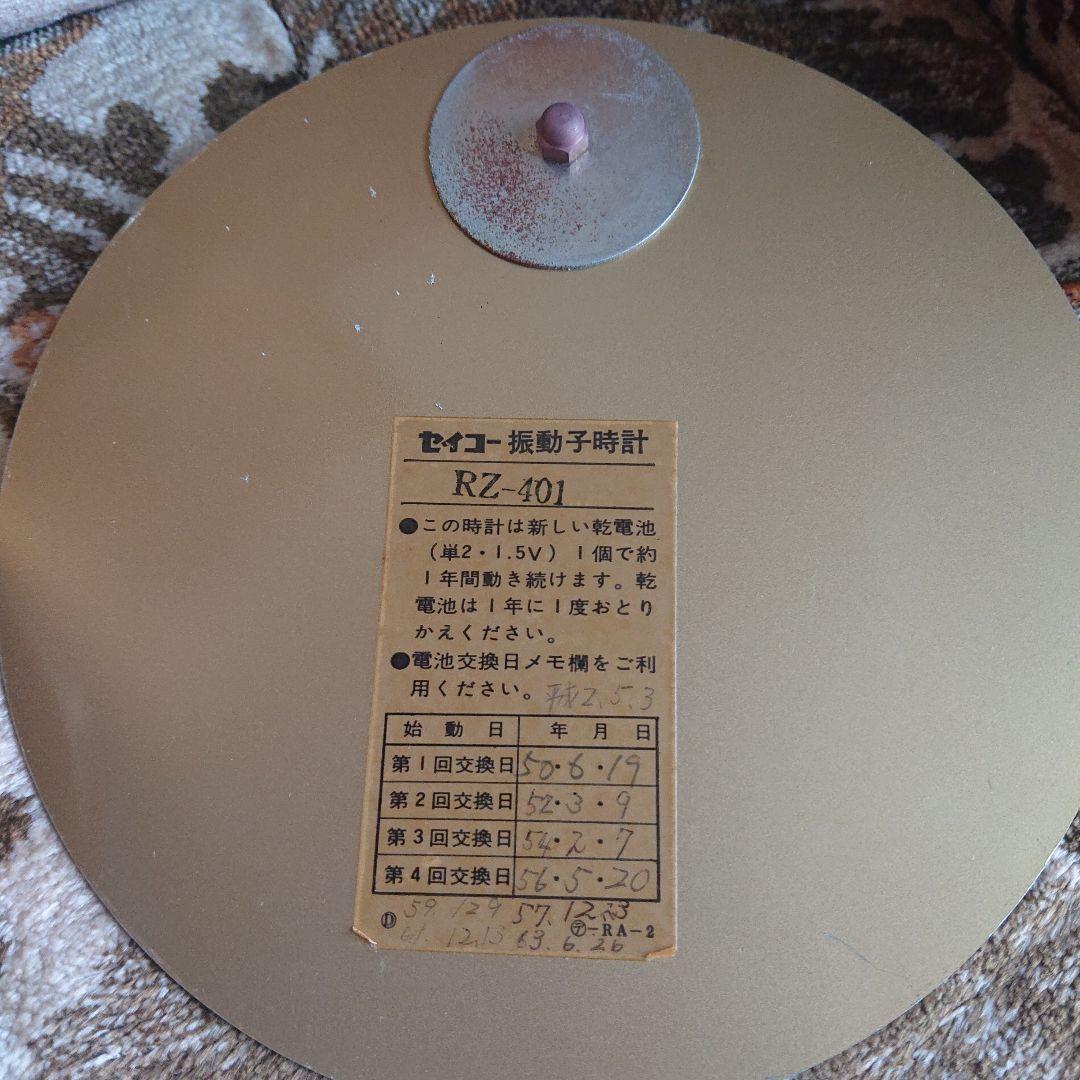 セイコー振動子時計
RZ-401
●この時計は新しい乾電池
(単2・1.5V)1個で約
1年間動き続けます。乾
電池は1年に1度おとり
かえください。
●電池交換日メモ欄をご利
用ください。平成2.5.3
始動日 年 月 日
第1回交換日 50・6・19
第2回交換日 52・3・9
第3回交換日 54・2・7
第4回交換日 56・5・20
59. 12 9 57.12.23
Ⓓ ㋢-RA-2
61. 12.13 63.6.26